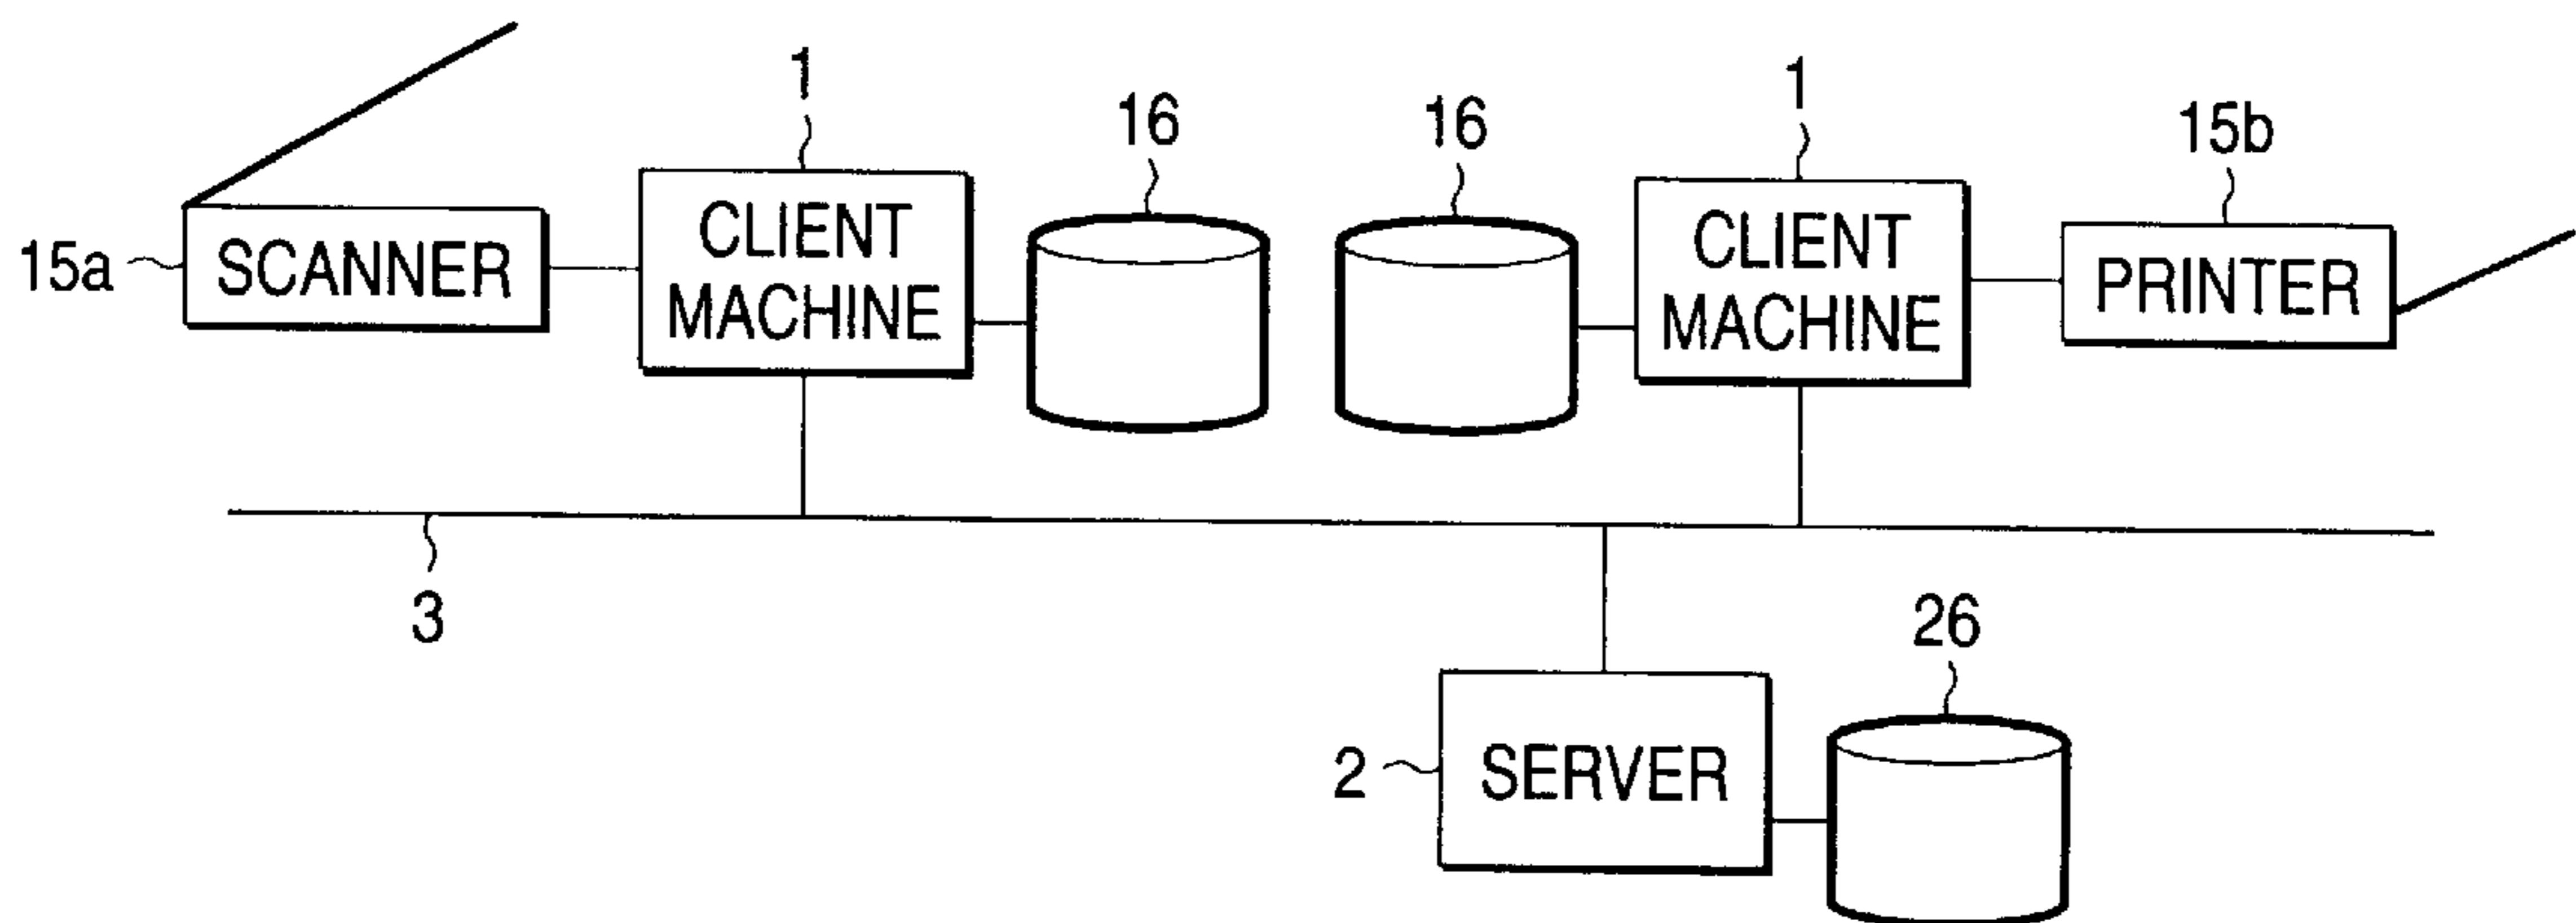 1
16
16
1
15b
15a
SCANNER
CLIENT
MACHINE
CLIENT
MACHINE
PRINTER
3
26
2
SERVER